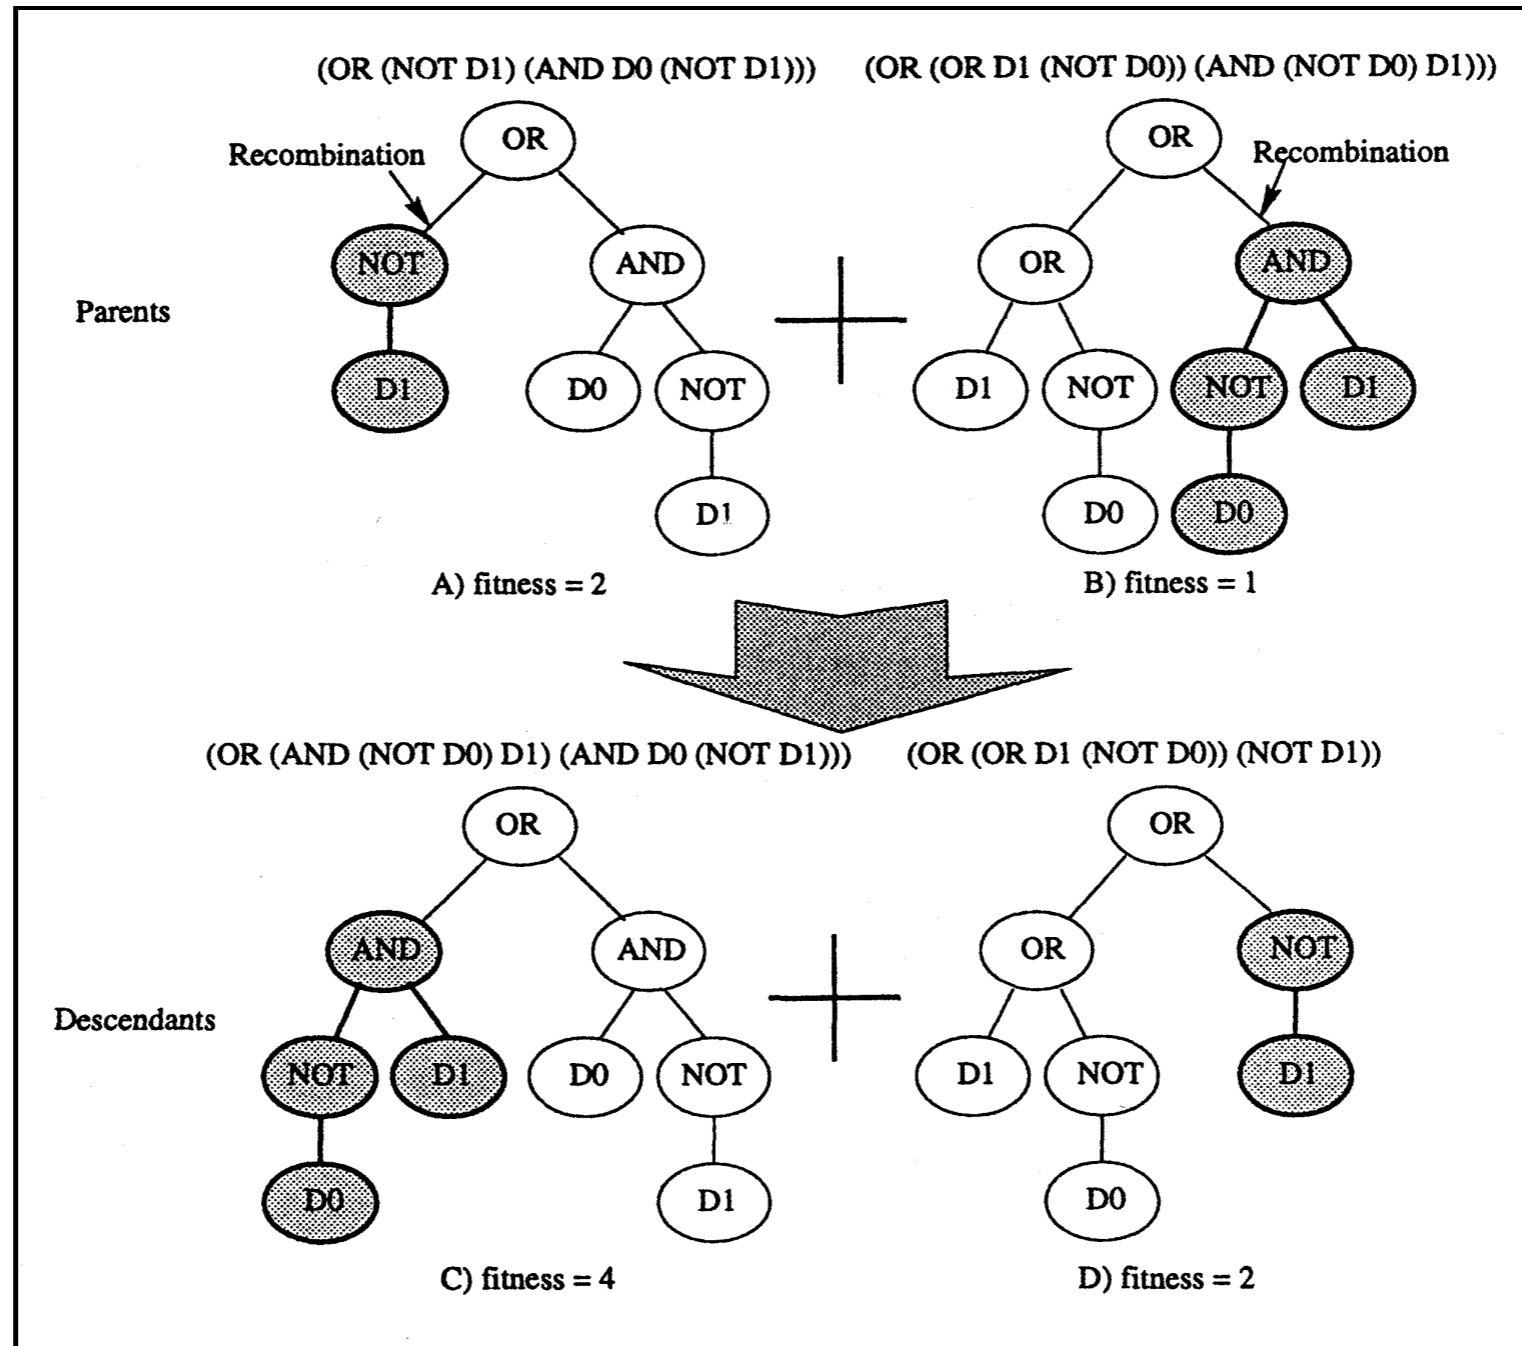 (OR (NOT D1) (AND D0 (NOT D1))) (OR (OR D1 (NOT D0)) (AND (NOT D0) D1)))
OR OR
Recombination Recombination
NOT AND OR AND
Parents
D1 D0 NOT D1 NOT NOT D1
D1 D0 D0
A) fitness = 2 B) fitness = 1
(OR (AND (NOT D0) D1) (AND D0 (NOT D1))) (OR (OR D1 (NOT D0)) (NOT D1))
OR OR
AND AND OR NOT
Descendants
NOT D1 D0 NOT D1 NOT D1
D0 D1 D0
C) fitness = 4 D) fitness = 2